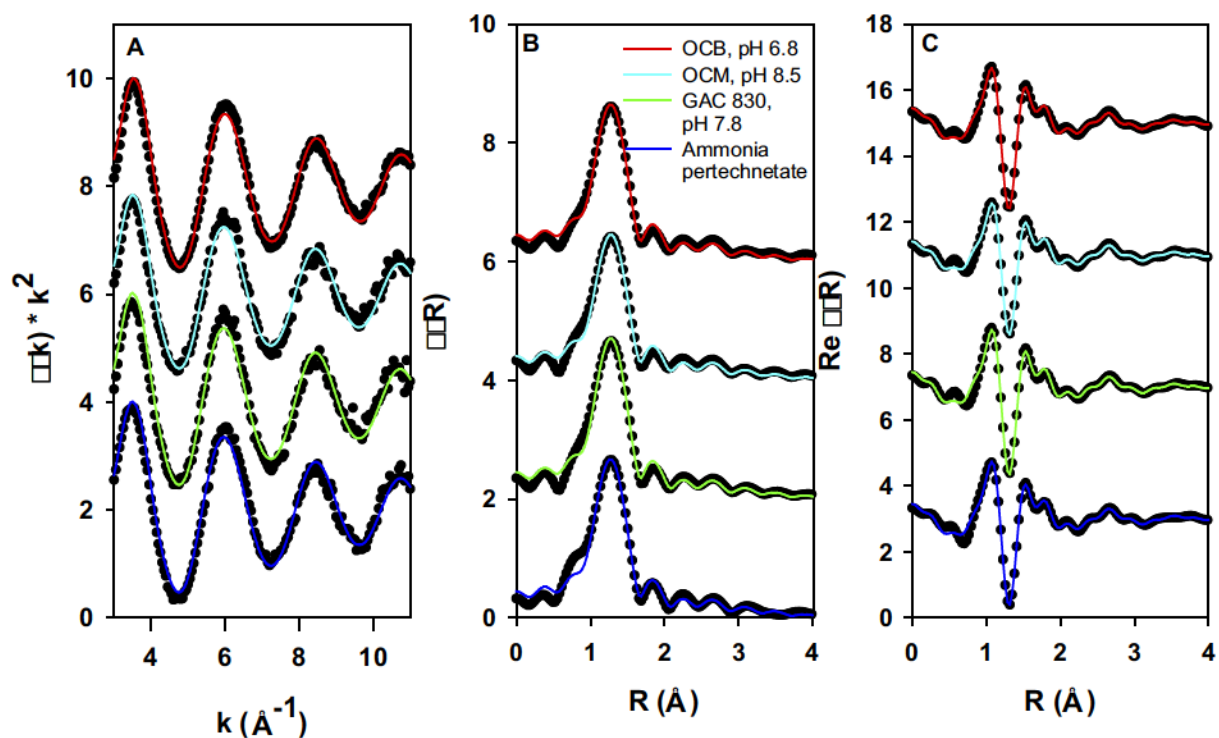 A
10
8
6
4
2
0
4
6
8
10
□□k) * k²
k (Å⁻¹)
B
10
8
6
4
2
0
0
1
2
3
4
□□R)
R (Å)
OCB, pH 6.8
OCM, pH 8.5
GAC 830,
pH 7.8
Ammonia
pertechnetate
C
18
16
14
12
10
8
6
4
2
0
0
1
2
3
4
Re □□R)
R (Å)